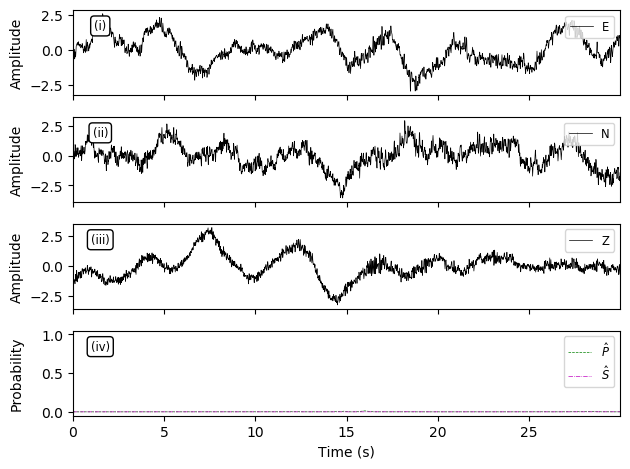 2.5
0.0
−2.5
Amplitude
(i)
E
2.5
0.0
−2.5
Amplitude
(ii)
N
2.5
0.0
−2.5
Amplitude
(iii)
Z
1.0
0.5
0.0
Probability
(iv)
P̂
Ŝ
0 5 10 15 20 25
Time (s)